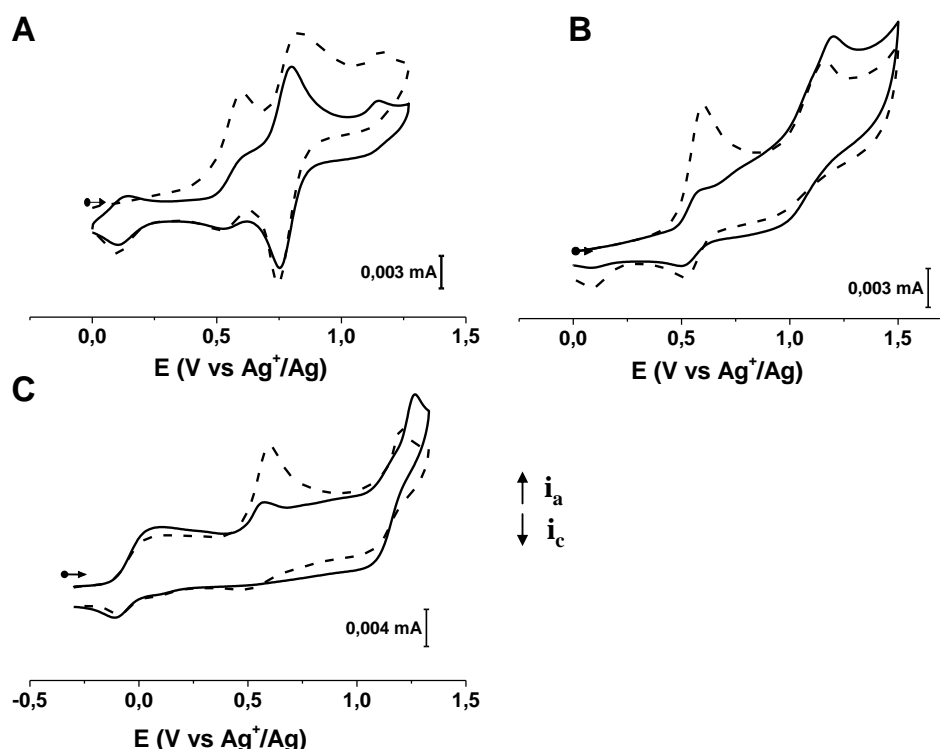 A
0,003 mA
0,0 0,5 1,0 1,5
E (V vs Ag⁺/Ag)
B
0,003 mA
0,0 0,5 1,0 1,5
E (V vs Ag⁺/Ag)
C
0,004 mA
-0,5 0,0 0,5 1,0 1,5
E (V vs Ag⁺/Ag)
iₐ
i_c